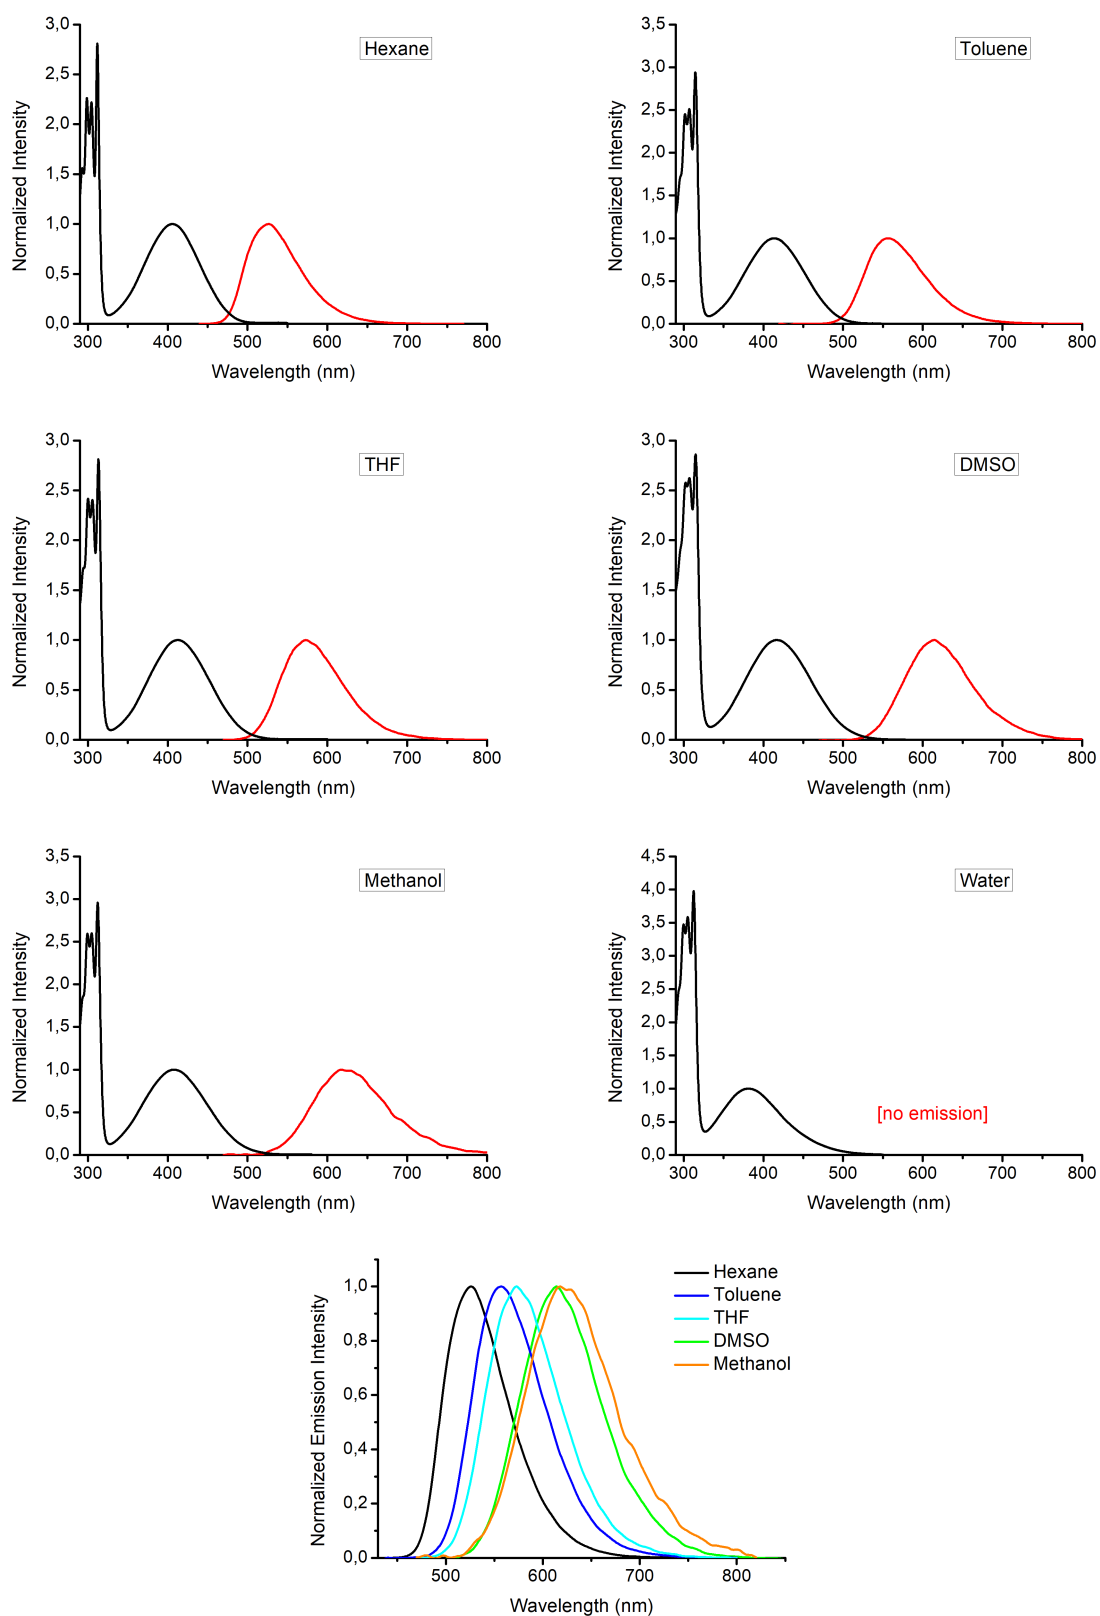 Hexane
Normalized Intensity
3,0
2,5
2,0
1,5
1,0
0,5
0,0
300 400 500 600 700 800
Wavelength (nm)
Toluene
Normalized Intensity
3,5
3,0
2,5
2,0
1,5
1,0
0,5
0,0
300 400 500 600 700 800
Wavelength (nm)
THF
Normalized Intensity
3,0
2,5
2,0
1,5
1,0
0,5
0,0
300 400 500 600 700 800
Wavelength (nm)
DMSO
Normalized Intensity
3,0
2,5
2,0
1,5
1,0
0,5
0,0
300 400 500 600 700 800
Wavelength (nm)
Methanol
Normalized Intensity
3,5
3,0
2,5
2,0
1,5
1,0
0,5
0,0
300 400 500 600 700 800
Wavelength (nm)
Water
Normalized Intensity
4,5
4,0
3,5
3,0
2,5
2,0
1,5
1,0
0,5
0,0
[no emission]
300 400 500 600 700 800
Wavelength (nm)
Normalized Emission Intensity
1,0
0,8
0,6
0,4
0,2
0,0
Hexane
Toluene
THF
DMSO
Methanol
500 600 700 800
Wavelength (nm)